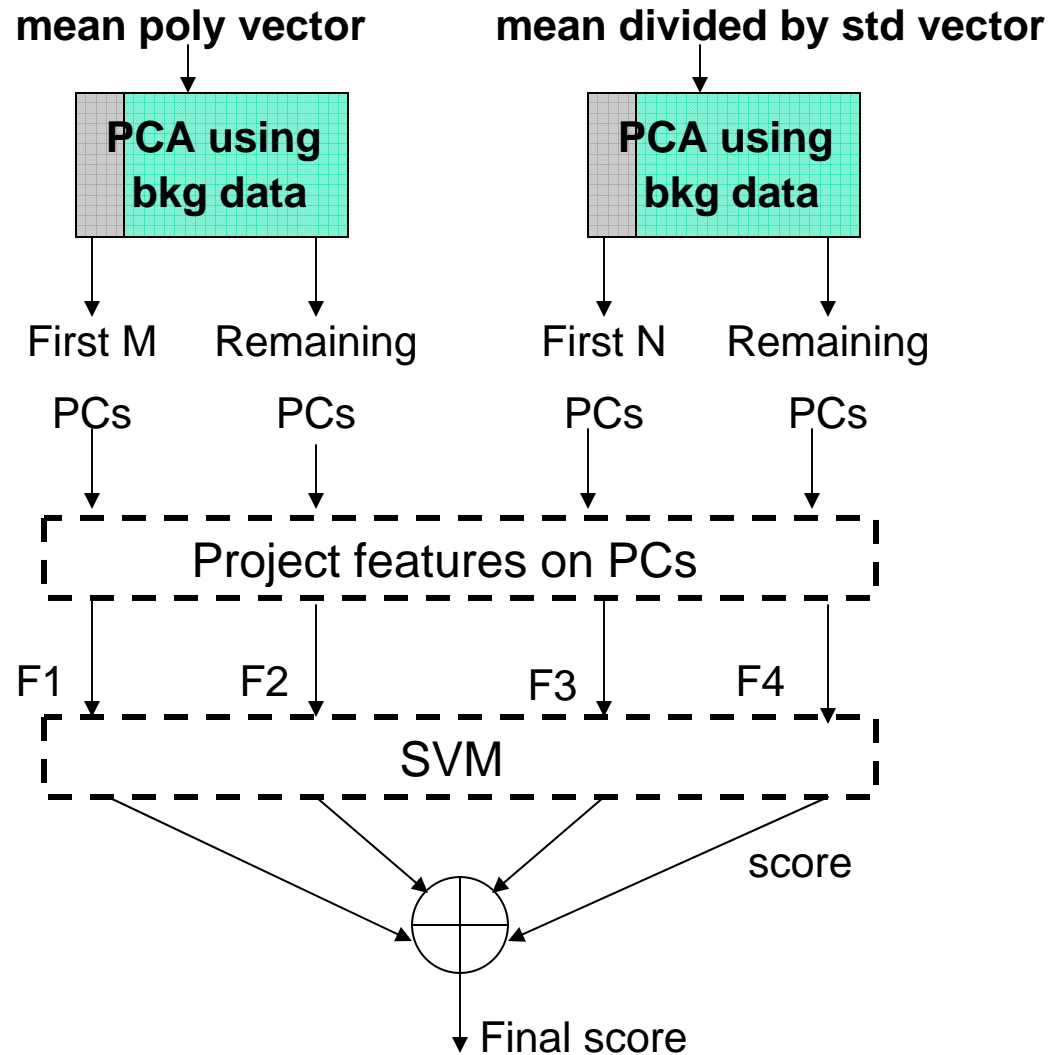 mean poly vector
mean divided by std vector
PCA using
bkg data
PCA using
bkg data
First M
PCs
Remaining
PCs
First N
PCs
Remaining
PCs
Project features on PCs
F1
F2
F3
F4
SVM
score
Final score